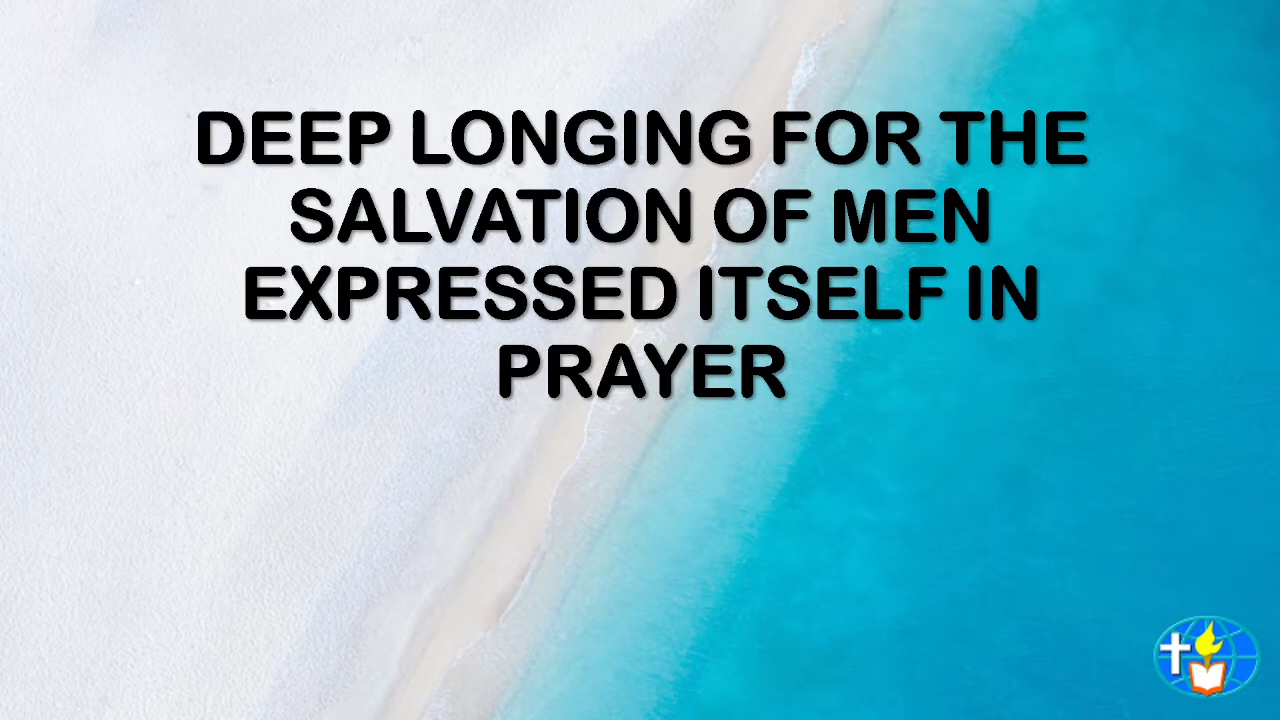 DEEP LONGING FOR THE
SALVATION OF MEN
EXPRESSED ITSELF IN
PRAYER